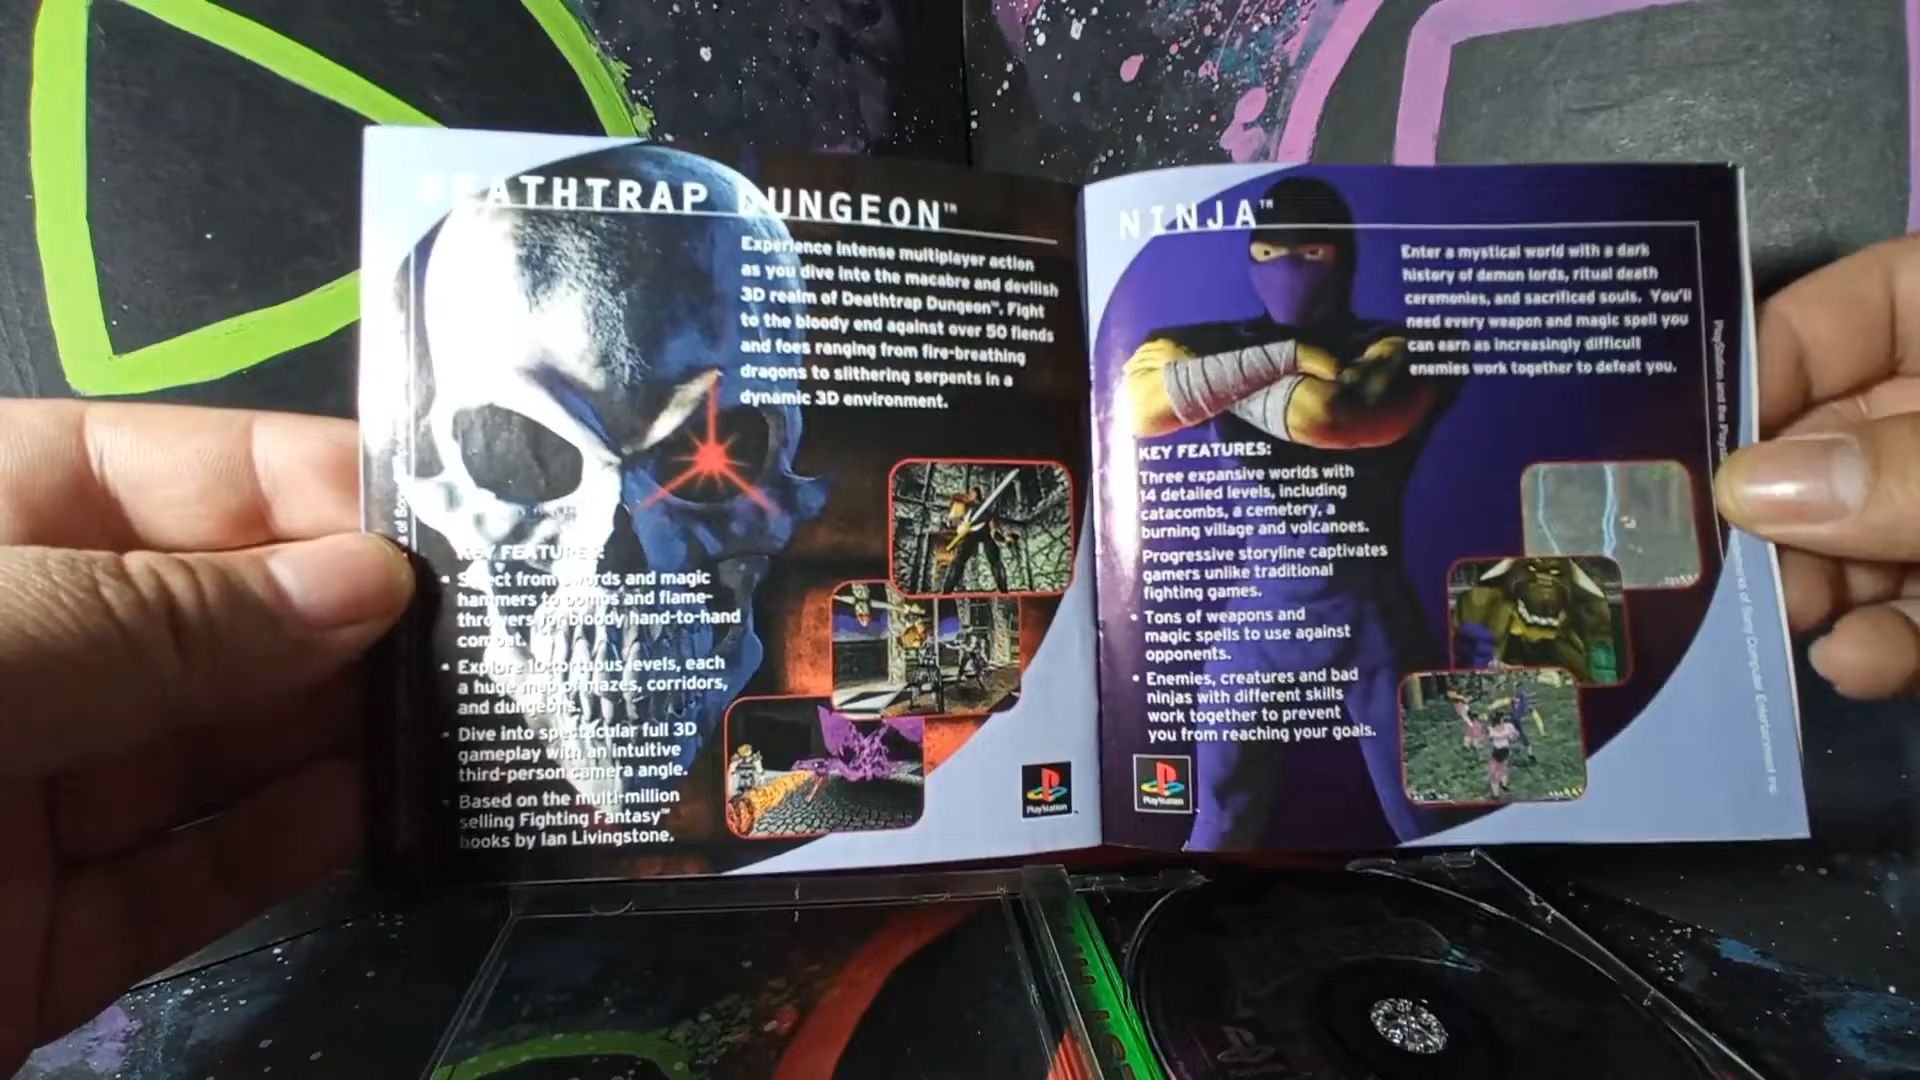 DEATHTRAP DUNGEON™
Experience intense multiplayer action
as you dive into the macabre and devilish
3D realm of Deathtrap Dungeon™. Fight
to the bloody end against over 50 fiends
and foes ranging from fire-breathing
dragons to slithering serpents in a
dynamic 3D environment.
KEY FEATURES:
• Select from swords and magic
hammers to bombs and flame-
throwers for bloody hand-to-hand
combat.
• Explore 10 tortuous levels, each
a huge map of mazes, corridors,
and dungeons.
• Dive into spectacular full 3D
gameplay with an intuitive
third-person camera angle.
• Based on the multi-million
selling Fighting Fantasy™
books by Ian Livingstone.
PlayStation
NINJA™
Enter a mystical world with a dark
history of demon lords, ritual death
ceremonies, and sacrificed souls. You'll
need every weapon and magic spell you
can earn as increasingly difficult
enemies work together to defeat you.
KEY FEATURES:
Three expansive worlds with
14 detailed levels, including
catacombs, a cemetery, a
burning village and volcanoes.
Progressive storyline captivates
gamers unlike traditional
fighting games.
• Tons of weapons and
magic spells to use against
opponents.
• Enemies, creatures and bad
ninjas with different skills
work together to prevent
you from reaching your goals.
PlayStation
PlayStation and the
of Sony Computer Entertainment Inc.